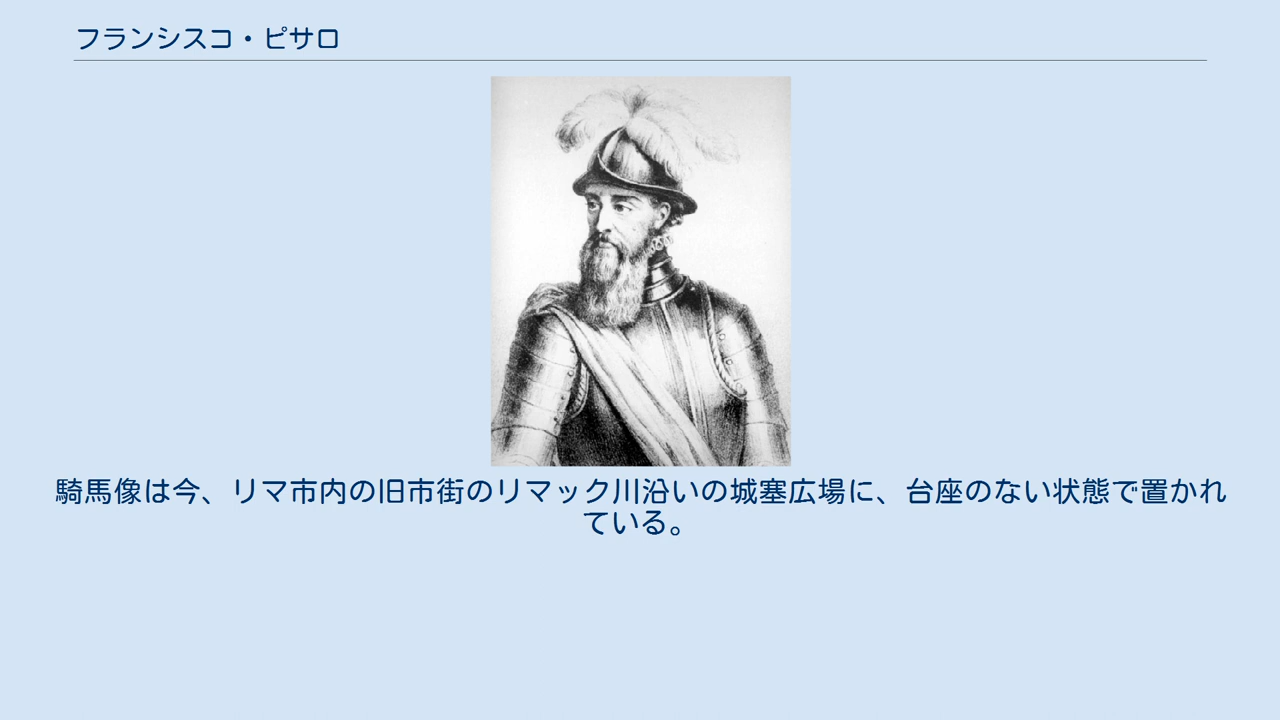 フランシスコ・ピサロ
騎馬像は今、リマ市内の旧市街のリマック川沿いの城塞広場に、台座のない状態で置かれ
ている。